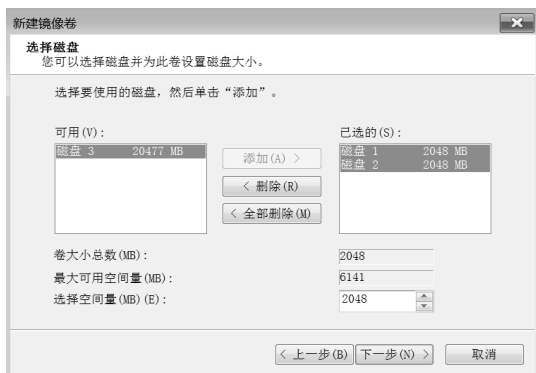 新建镜像卷
选择磁盘
您可以选择磁盘并为此卷设置磁盘大小。
选择要使用的磁盘，然后单击“添加”。
可用(V)：
已选的(S)：
磁盘 3 20477 MB
磁盘 1 2048 MB
磁盘 2 2048 MB
添加(A) >
< 删除(R)
< 全部删除(M)
卷大小总数(MB)： 2048
最大可用空间量(MB)： 6141
选择空间量(MB)(E)： 2048
< 上一步(B) 下一步(N) > 取消